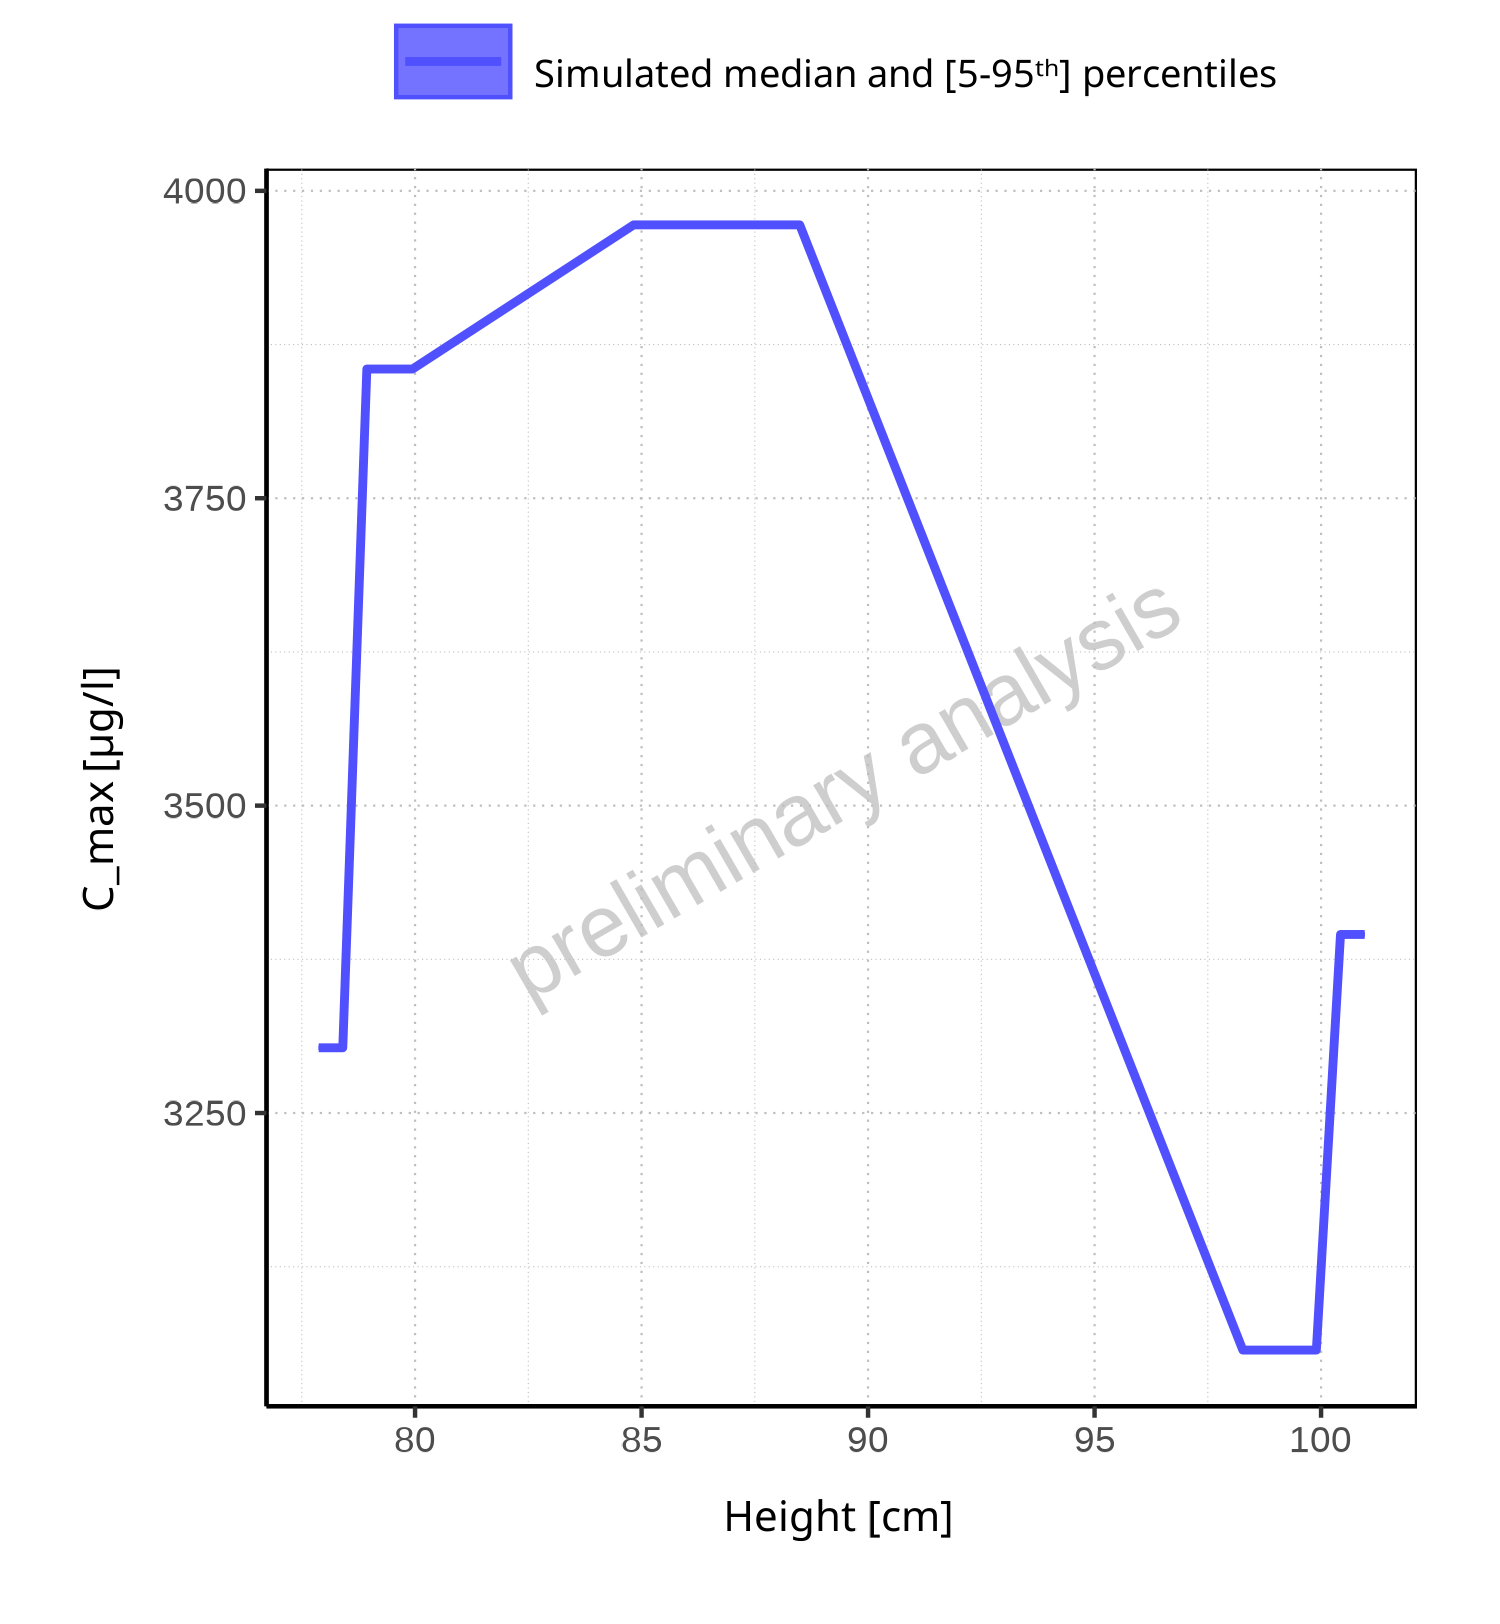 Simulated median and [5-95ᵗʰ] percentiles
4000
3750
3500
3250
C_max [µg/l]
preliminary analysis
80 85 90 95 100
Height [cm]